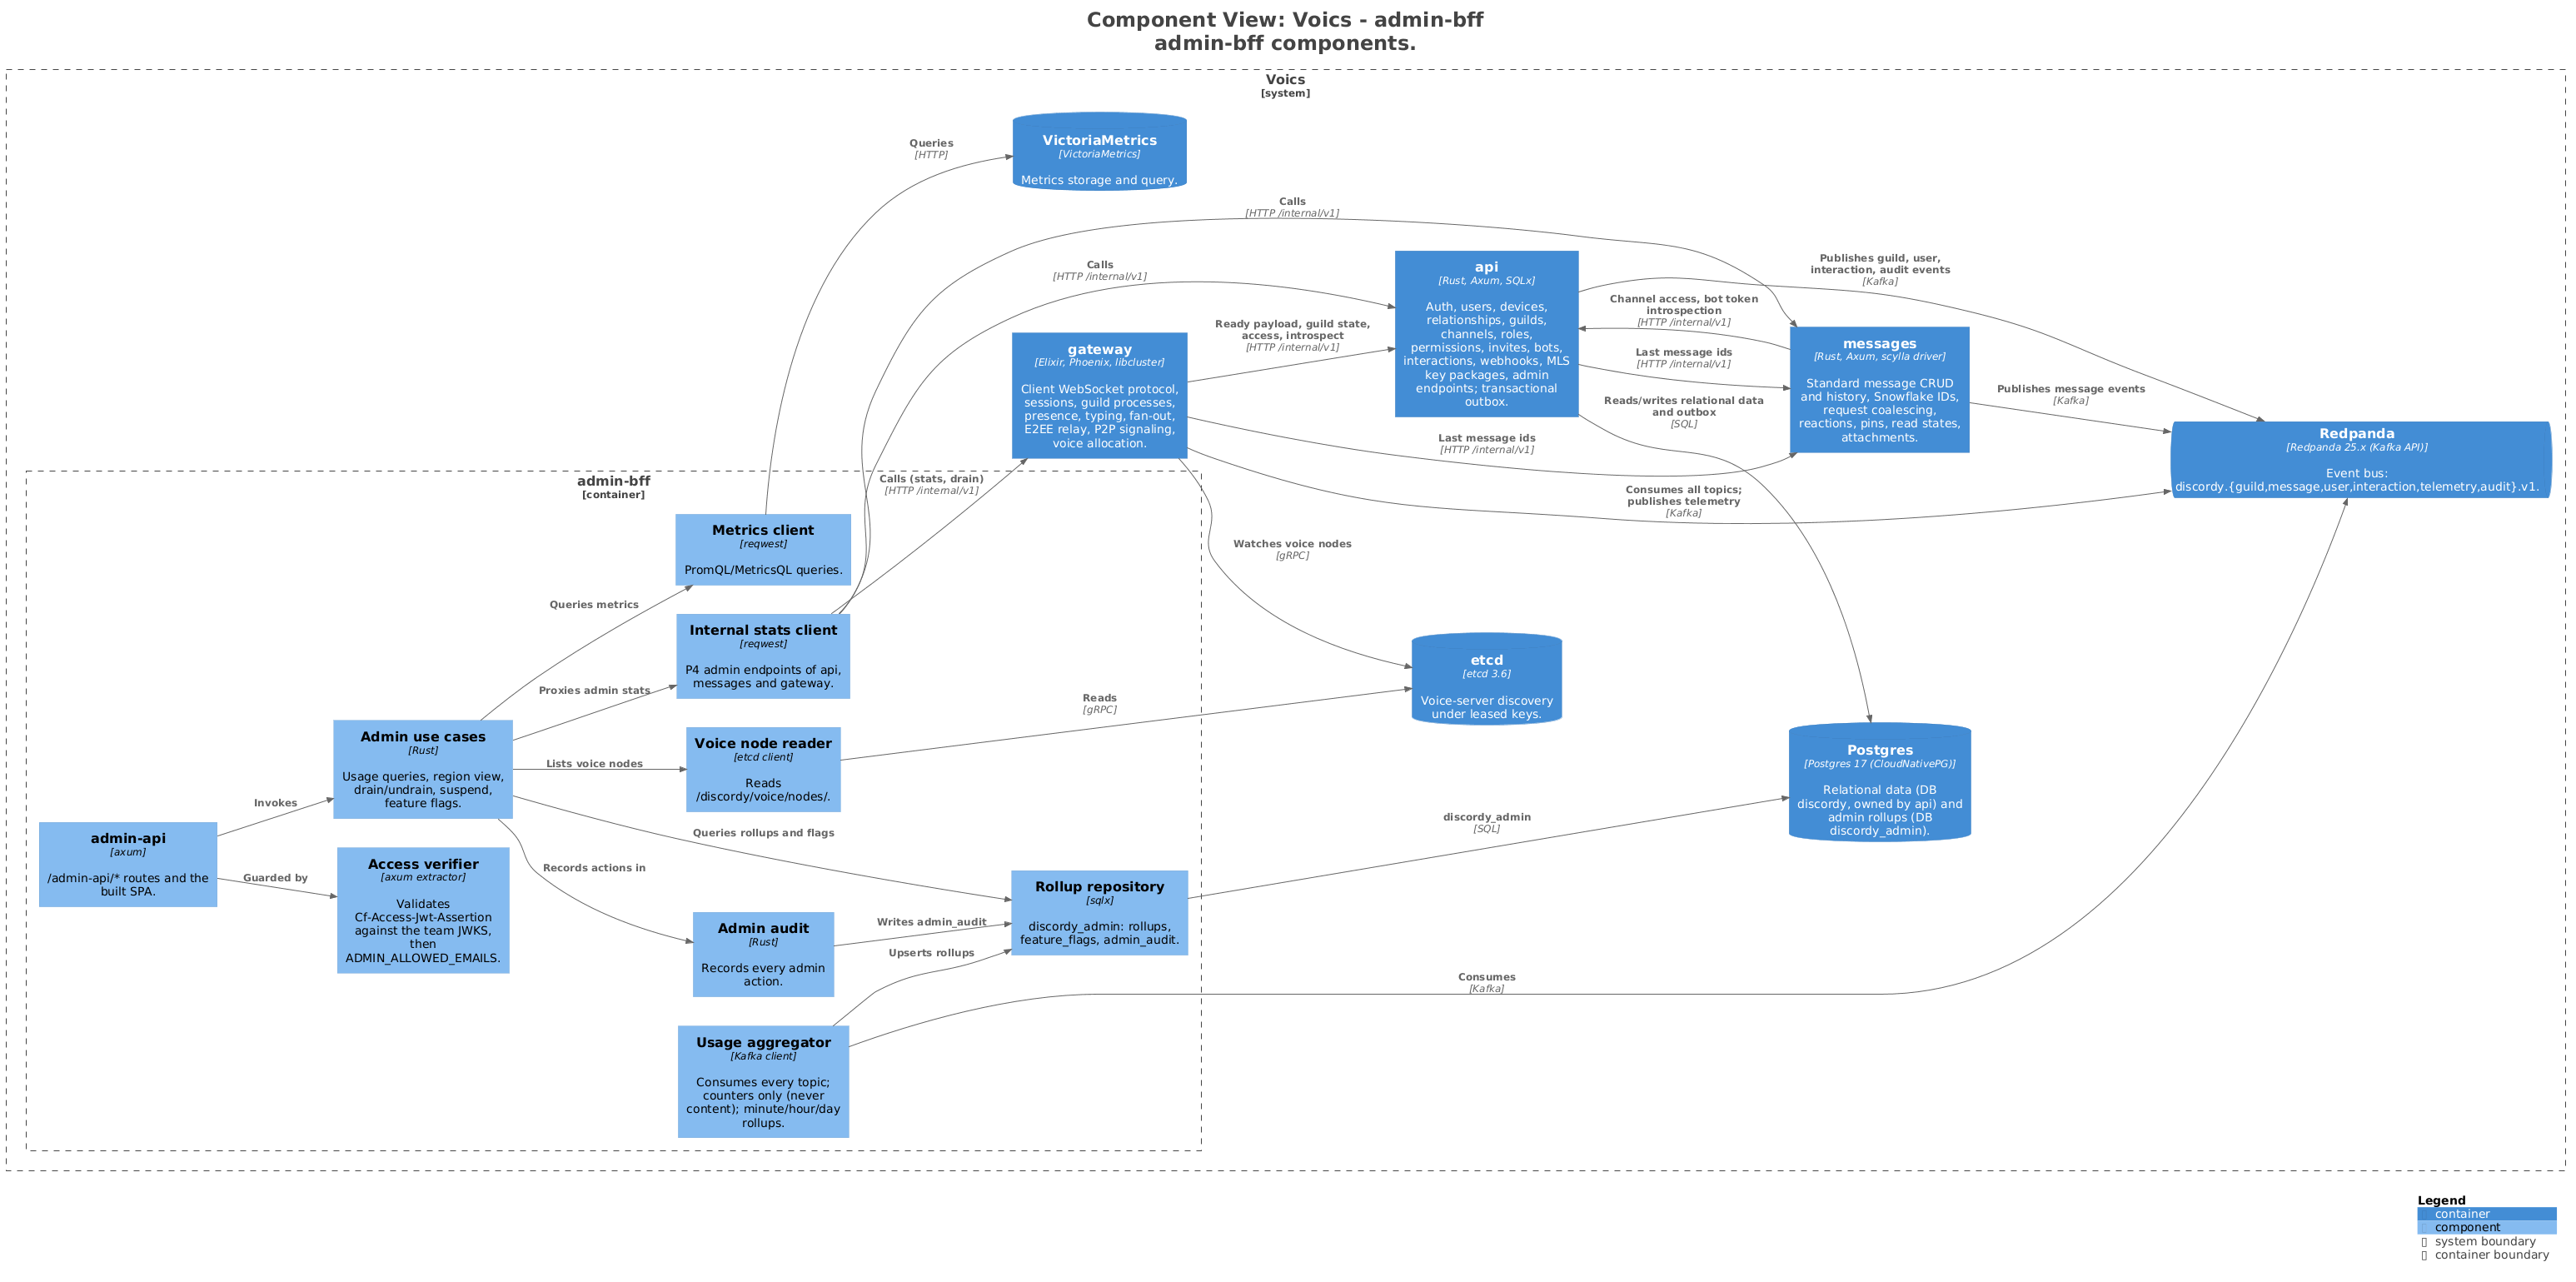 Component View: Voics - admin-bff
admin-bff components.
Voics
[system]
VictoriaMetrics
[VictoriaMetrics]
Metrics storage and query.
Queries
[HTTP]
Calls
[HTTP /internal/v1]
Calls
[HTTP /internal/v1]
api
[Rust, Axum, SQLx]
Auth, users, devices,
relationships, guilds,
channels, roles,
permissions, invites, bots,
interactions, webhooks, MLS
key packages, admin
endpoints; transactional
outbox.
Publishes guild, user,
interaction, audit events
[Kafka]
Channel access, bot token
introspection
[HTTP /internal/v1]
Last message ids
[HTTP /internal/v1]
Reads/writes relational data
and outbox
[SQL]
messages
[Rust, Axum, scylla driver]
Standard message CRUD
and history, Snowflake IDs,
request coalescing,
reactions, pins, read states,
attachments.
Publishes message events
[Kafka]
Redpanda
[Redpanda 25.x (Kafka API)]
Event bus:
discordy.{guild,message,user,interaction,telemetry,audit}.v1.
gateway
[Elixir, Phoenix, libcluster]
Client WebSocket protocol,
sessions, guild processes,
presence, typing, fan-out,
E2EE relay, P2P signaling,
voice allocation.
Ready payload, guild state,
access, introspect
[HTTP /internal/v1]
Last message ids
[HTTP /internal/v1]
Consumes all topics;
publishes telemetry
[Kafka]
Watches voice nodes
[gRPC]
Calls (stats, drain)
[HTTP /internal/v1]
admin-bff
[container]
Metrics client
[reqwest]
PromQL/MetricsQL queries.
Queries metrics
Internal stats client
[reqwest]
P4 admin endpoints of api,
messages and gateway.
Proxies admin stats
Voice node reader
[etcd client]
Reads
/discordy/voice/nodes/.
Reads
[gRPC]
etcd
[etcd 3.6]
Voice-server discovery
under leased keys.
Postgres
[Postgres 17 (CloudNativePG)]
Relational data (DB
discordy, owned by api) and
admin rollups (DB
discordy_admin).
Admin use cases
[Rust]
Usage queries, region view,
drain/undrain, suspend,
feature flags.
Lists voice nodes
Queries rollups and flags
Records actions in
Invokes
Guarded by
admin-api
[axum]
/admin-api/* routes and the
built SPA.
Access verifier
[axum extractor]
Validates
Cf-Access-Jwt-Assertion
against the team JWKS,
then
ADMIN_ALLOWED_EMAILS.
Admin audit
[Rust]
Records every admin
action.
Writes admin_audit
Upserts rollups
Rollup repository
[sqlx]
discordy_admin: rollups,
feature_flags, admin_audit.
discordy_admin
[SQL]
Usage aggregator
[Kafka client]
Consumes every topic;
counters only (never
content); minute/hour/day
rollups.
Consumes
[Kafka]
Legend
container
component
system boundary
container boundary